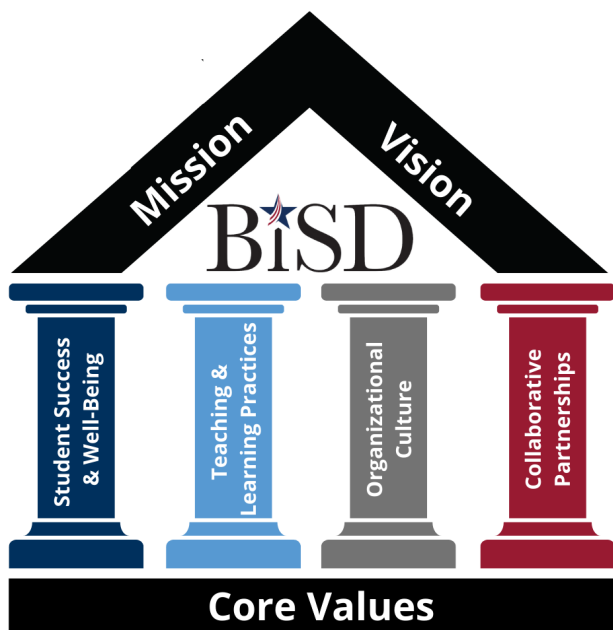 Mission
Vision
BiSD
Student Success
& Well-Being
Teaching &
Learning Practices
Organizational
Culture
Collaborative
Partnerships
Core Values